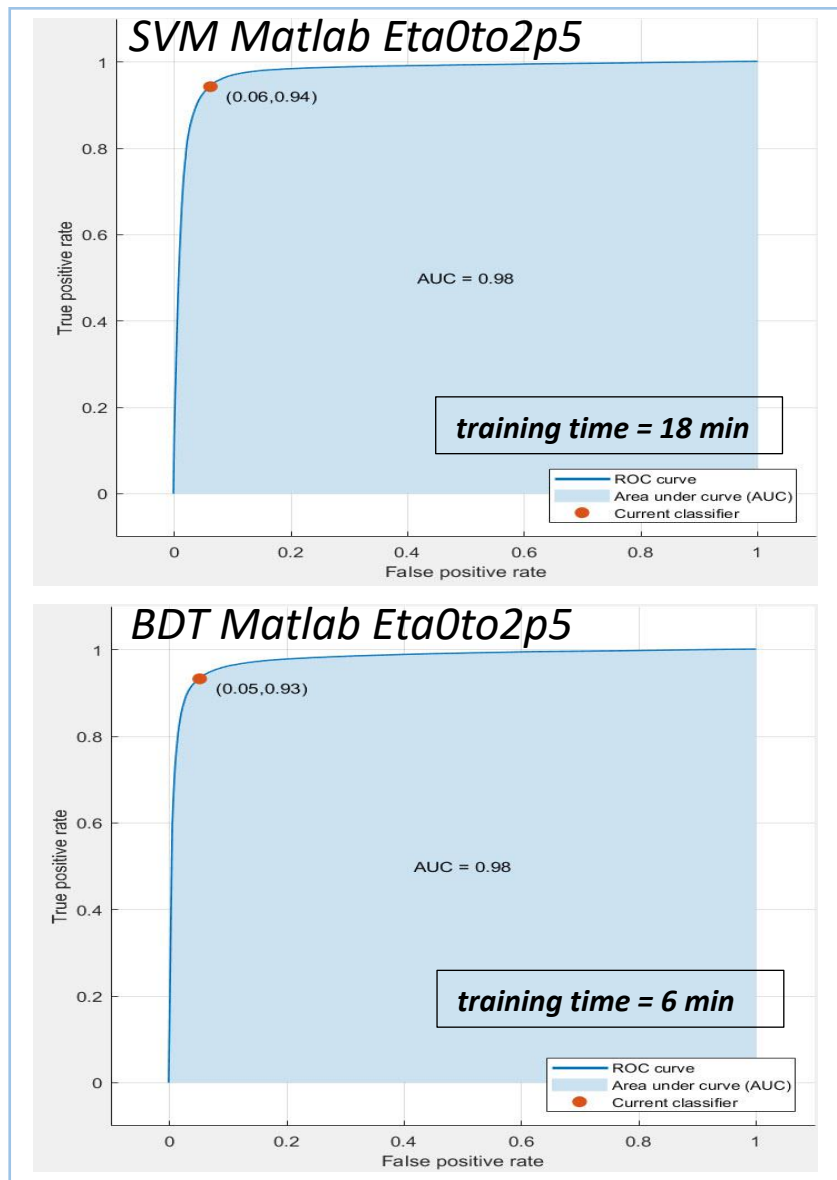 SVM Matlab Eta0to2p5
1
(0.06,0.94)
0.8
0.6
True positive rate
AUC = 0.98
0.4
0.2
training time = 18 min
ROC curve
Area under curve (AUC)
Current classifier
0
0 0.2 0.4 0.6 0.8 1
False positive rate
BDT Matlab Eta0to2p5
1
(0.05,0.93)
0.8
0.6
True positive rate
AUC = 0.98
0.4
0.2
training time = 6 min
ROC curve
Area under curve (AUC)
Current classifier
0
0 0.2 0.4 0.6 0.8 1
False positive rate